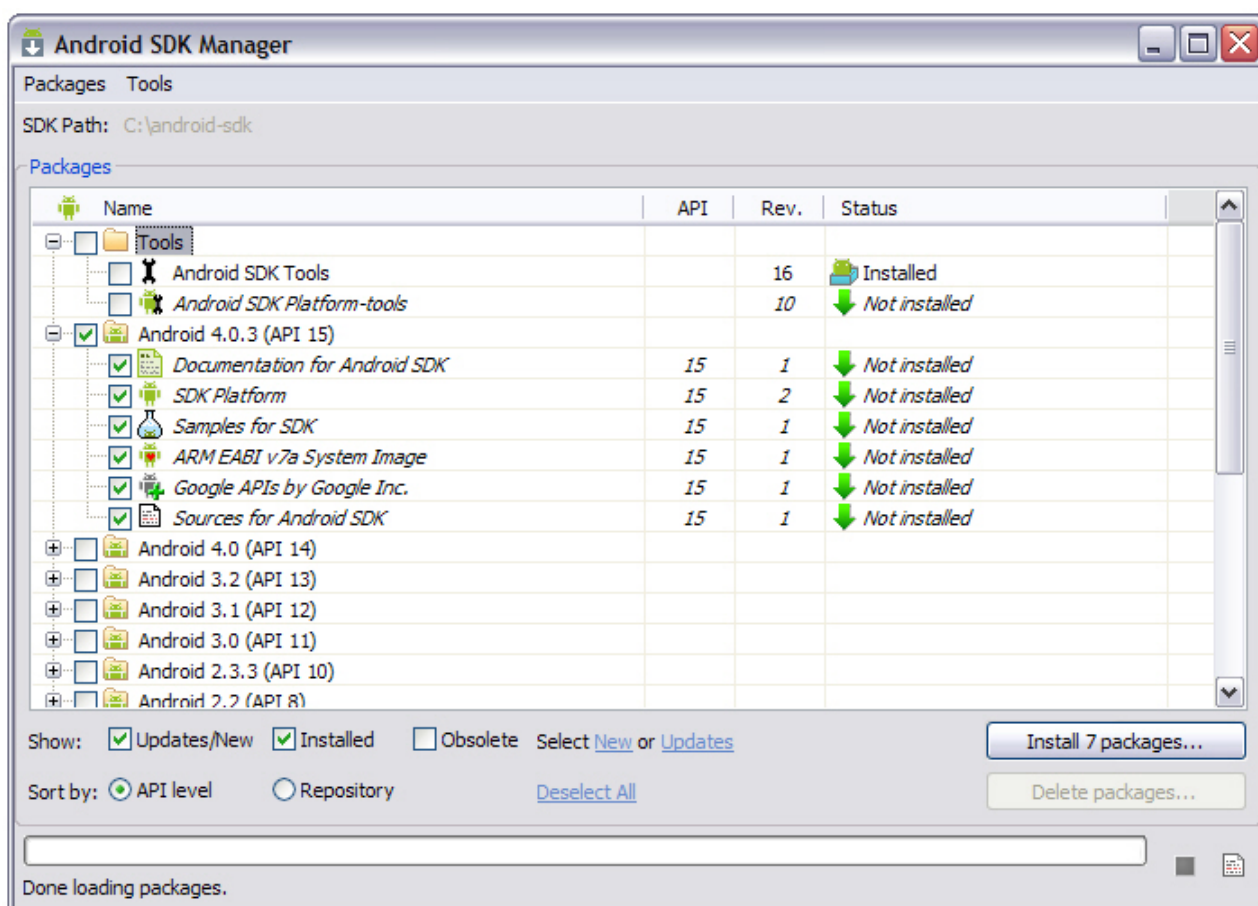 Android SDK Manager
Packages Tools
SDK Path: C:\android-sdk
Packages
Name API Rev. Status
Tools
Android SDK Tools 16 Installed
Android SDK Platform-tools 10 Not installed
Android 4.0.3 (API 15)
Documentation for Android SDK 15 1 Not installed
SDK Platform 15 2 Not installed
Samples for SDK 15 1 Not installed
ARM EABI v7a System Image 15 1 Not installed
Google APIs by Google Inc. 15 1 Not installed
Sources for Android SDK 15 1 Not installed
Android 4.0 (API 14)
Android 3.2 (API 13)
Android 3.1 (API 12)
Android 3.0 (API 11)
Android 2.3.3 (API 10)
Android 2.2 (API 8)
Show: Updates/New Installed Obsolete Select New or Updates Install 7 packages...
Sort by: API level Repository Deselect All Delete packages...
Done loading packages.